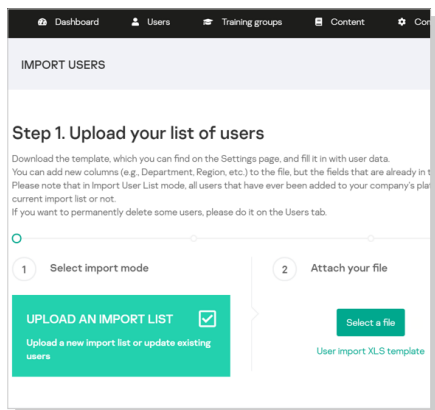 Dashboard Users Training groups Content
IMPORT USERS
Step 1. Upload your list of users
Download the template, which you can find on the Settings page, and fill it in with user data.
You can add new columns (e.g., Department, Region, etc.) to the file, but the fields that are already in
Please note that in Import User List mode, all users that have ever been added to your company's
current import list or not.
If you want to permanently delete some users, please do it on the Users tab.
1 Select import mode
2 Attach your file
UPLOAD AN IMPORT LIST
Upload a new import list or update existing
users
Select a file
User import XLS template